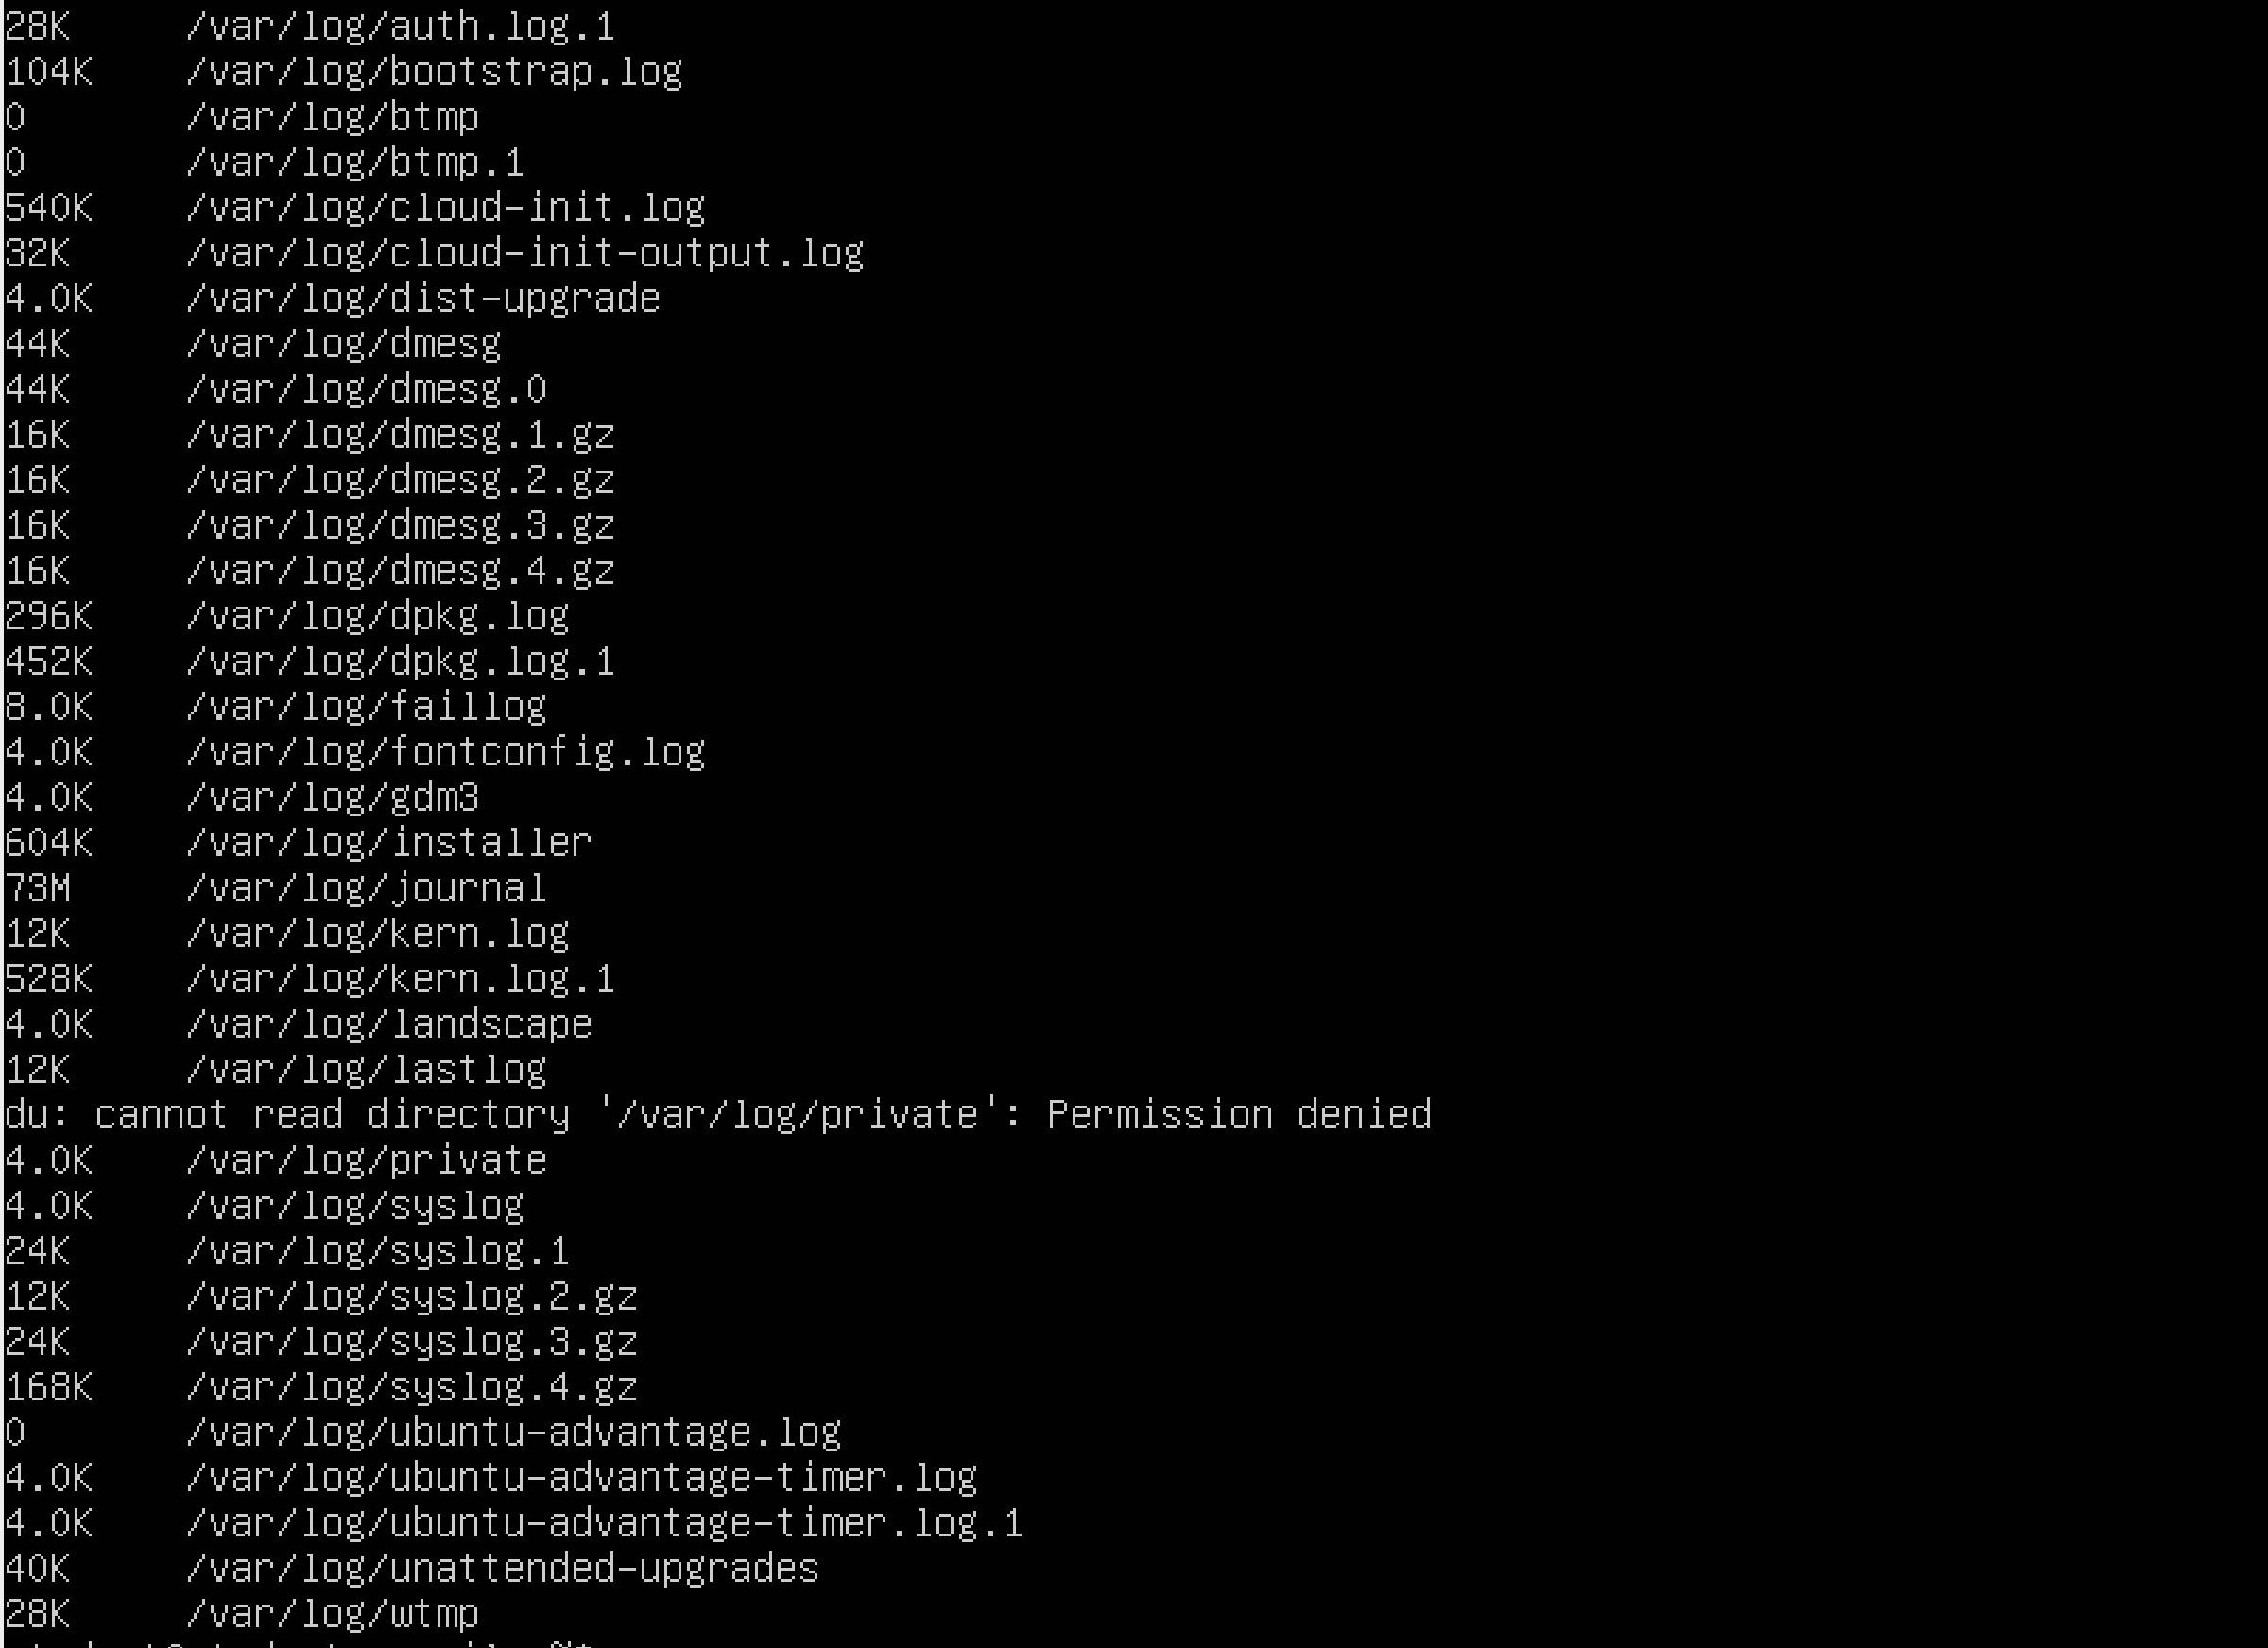 28K /var/log/auth.log.1
104K /var/log/bootstrap.log
0 /var/log/btmp
0 /var/log/btmp.1
540K /var/log/cloud-init.log
32K /var/log/cloud-init-output.log
4.0K /var/log/dist-upgrade
44K /var/log/dmesg
44K /var/log/dmesg.0
16K /var/log/dmesg.1.gz
16K /var/log/dmesg.2.gz
16K /var/log/dmesg.3.gz
16K /var/log/dmesg.4.gz
296K /var/log/dpkg.log
452K /var/log/dpkg.log.1
8.0K /var/log/faillog
4.0K /var/log/fontconfig.log
4.0K /var/log/gdm3
604K /var/log/installer
73M /var/log/journal
12K /var/log/kern.log
528K /var/log/kern.log.1
4.0K /var/log/landscape
12K /var/log/lastlog
du: cannot read directory '/var/log/private': Permission denied
4.0K /var/log/private
4.0K /var/log/syslog
24K /var/log/syslog.1
12K /var/log/syslog.2.gz
24K /var/log/syslog.3.gz
168K /var/log/syslog.4.gz
0 /var/log/ubuntu-advantage.log
4.0K /var/log/ubuntu-advantage-timer.log
4.0K /var/log/ubuntu-advantage-timer.log.1
40K /var/log/unattended-upgrades
28K /var/log/wtmp